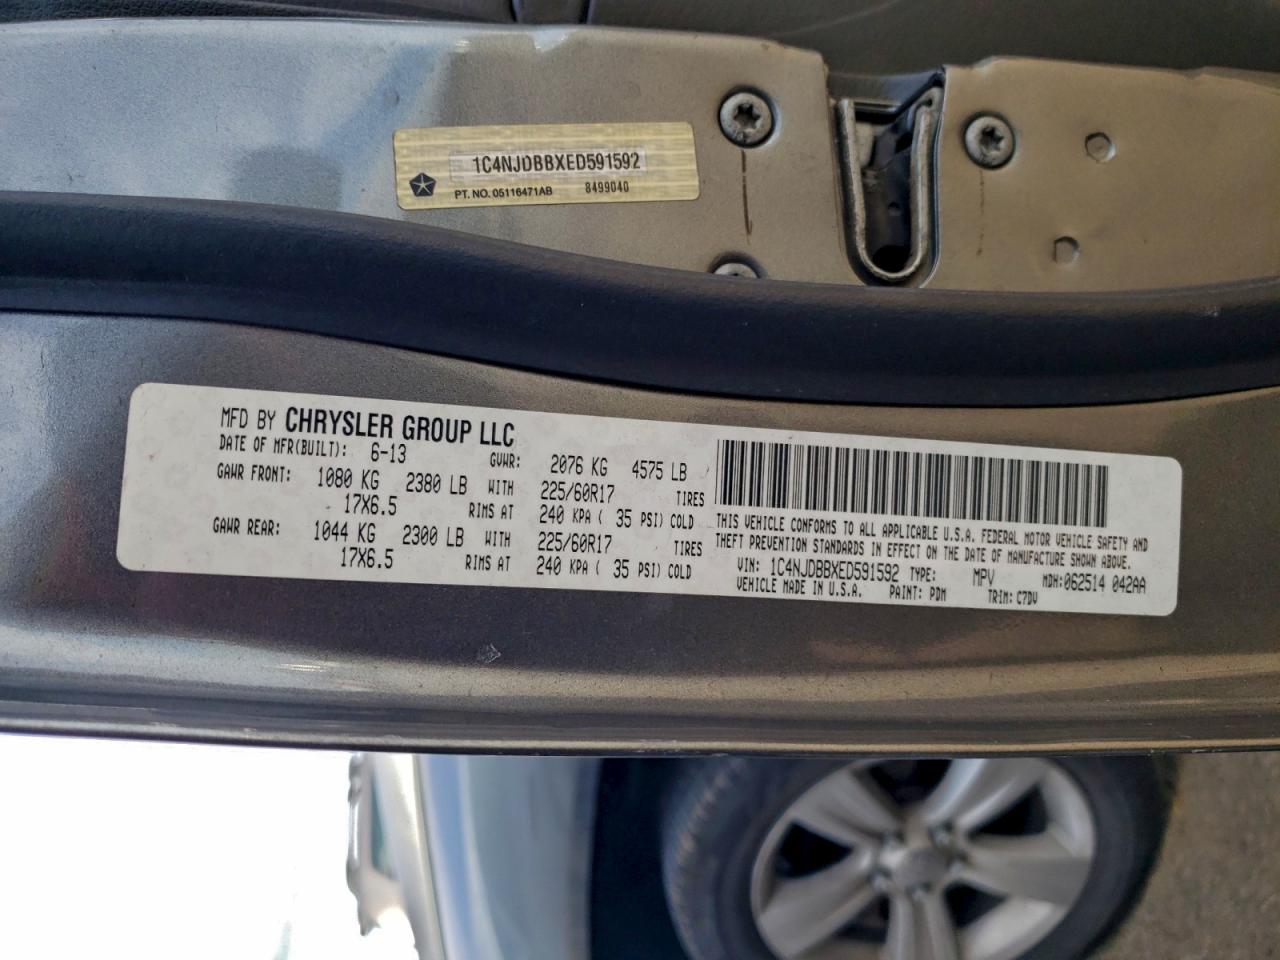 1C4NJDBBXED591592
PT. NO. 05116471AB 8499040
MFD BY CHRYSLER GROUP LLC
DATE OF MFR(BUILT): 6-13 GVWR: 2076 KG 4575 LB
GAWR FRONT: 1080 KG 2380 LB WITH 225/60R17 TIRES
17X6.5 RIMS AT 240 KPA ( 35 PSI) COLD
GAWR REAR: 1044 KG 2300 LB WITH 225/60R17 TIRES
17X6.5 RIMS AT 240 KPA ( 35 PSI) COLD
THIS VEHICLE CONFORMS TO ALL APPLICABLE U.S.A. FEDERAL MOTOR VEHICLE SAFETY AND
THEFT PREVENTION STANDARDS IN EFFECT ON THE DATE OF MANUFACTURE SHOWN ABOVE.
VIN: 1C4NJDBBXED591592 TYPE: MPV MDH:062514 042AA
VEHICLE MADE IN U.S.A. PAINT: PDM TRIM: C7DV